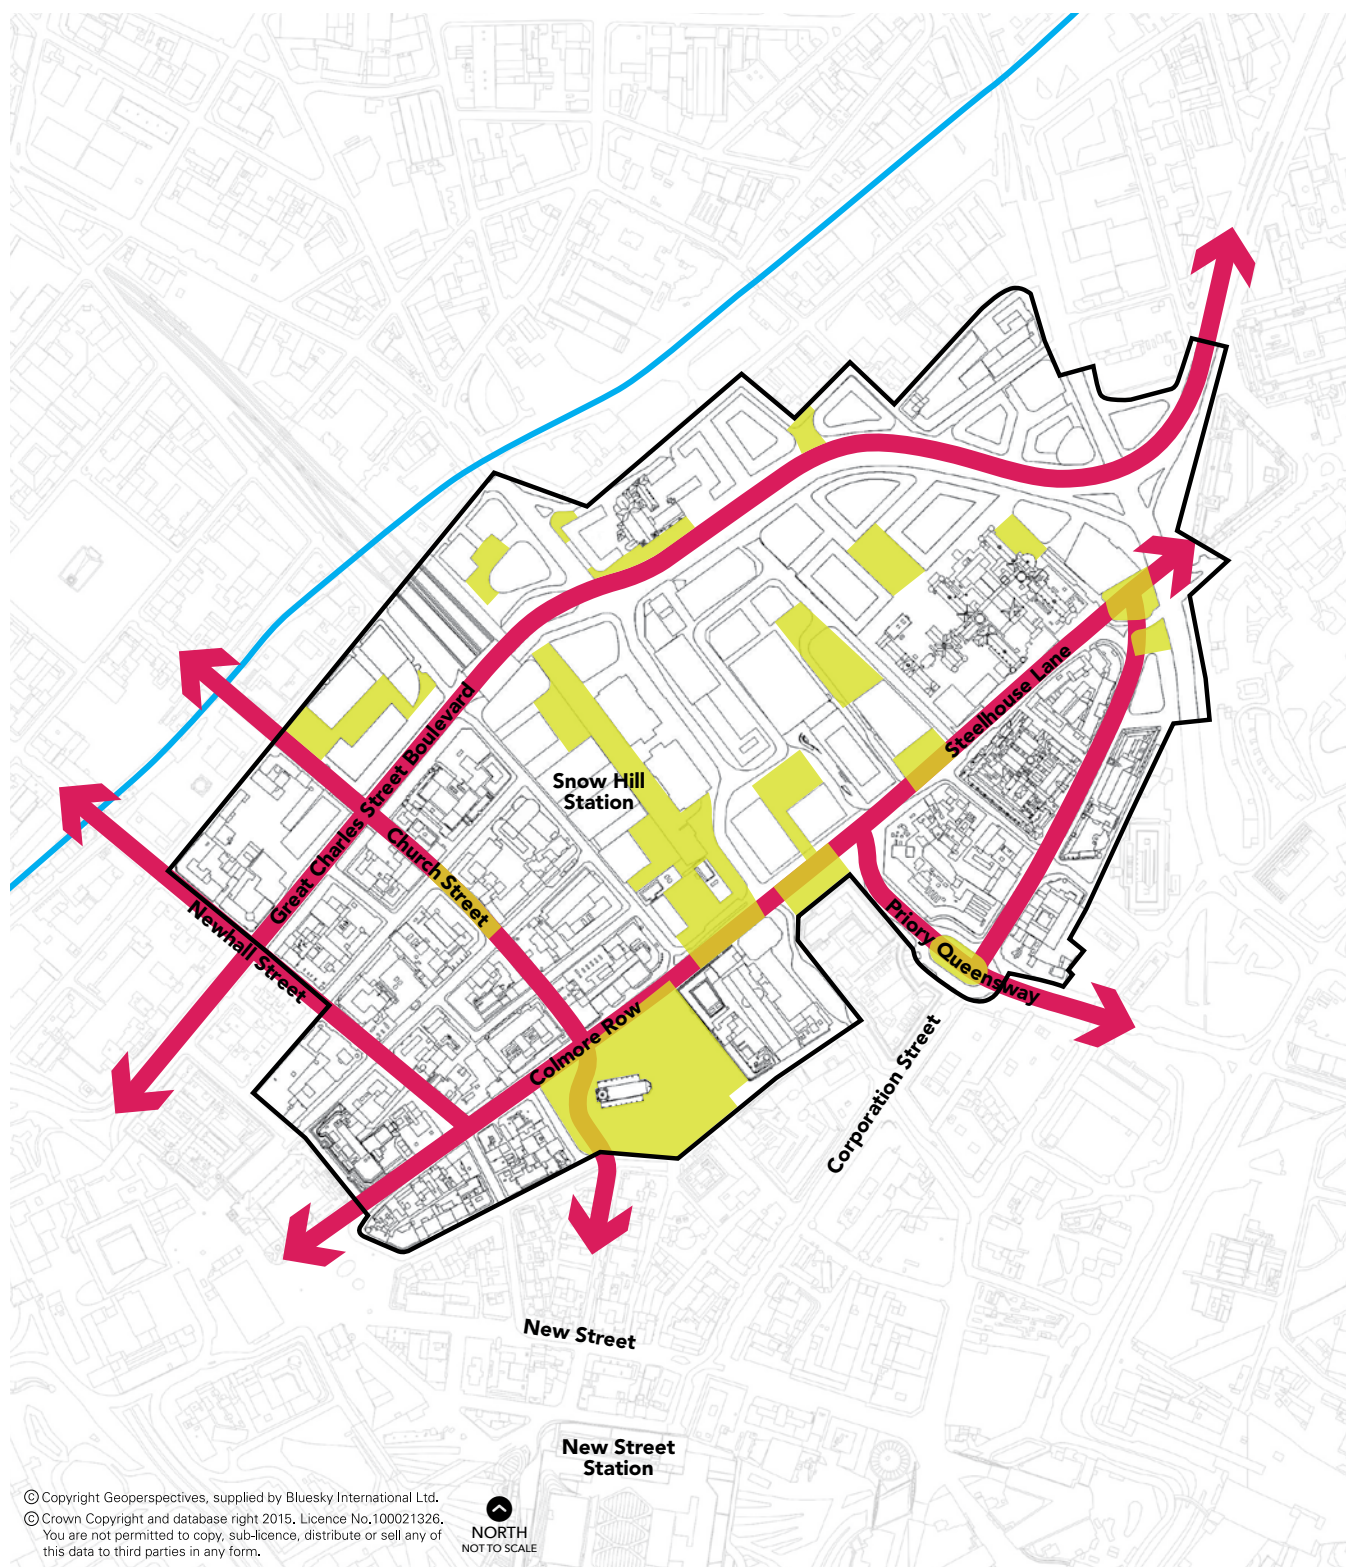 Steelhouse Lane
Great Charles Street Boulevard
Snow Hill
Station
Church Street
Newhall Street
Priory Queensway
Colmore Row
Corporation Street
New Street
New Street
Station
© Copyright Geoperspectives, supplied by Bluesky International Ltd.
© Crown Copyright and database right 2015. Licence No.100021326.
You are not permitted to copy, sub-licence, distribute or sell any of
this data to third parties in any form.
NORTH
NOT TO SCALE